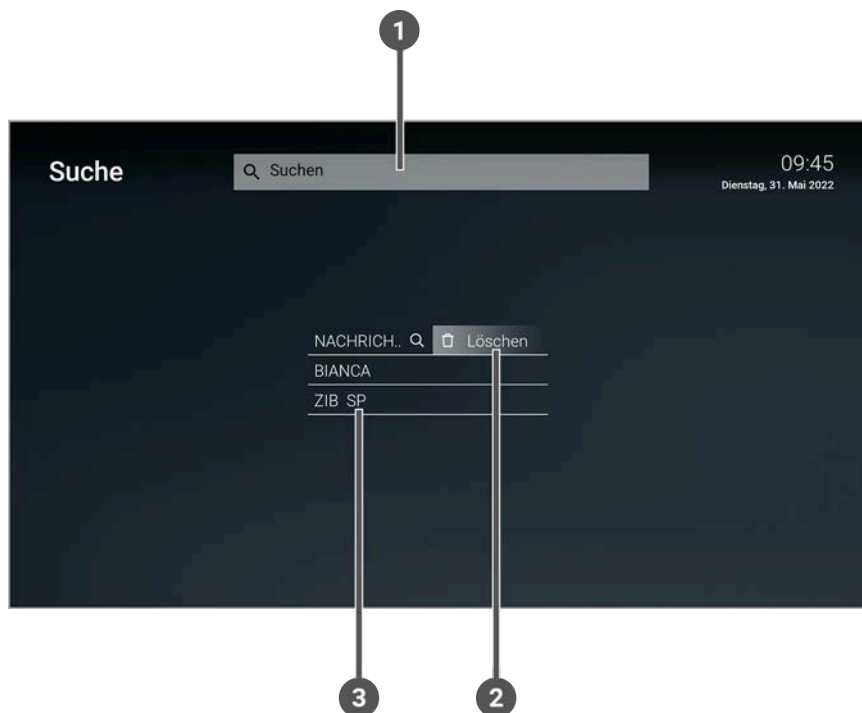 1
Suche
Suchen
09:45
Dienstag, 31. Mai 2022
NACHRICH.. Löschen
BIANCA
ZIB SP
3 2